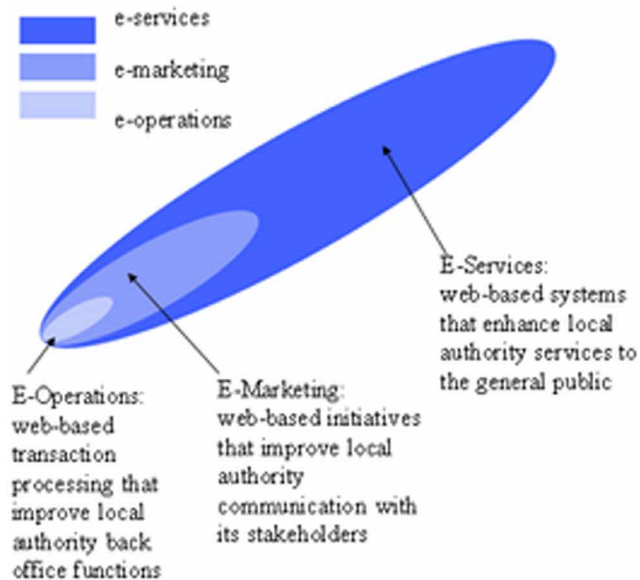 e-services
e-marketing
e-operations
E-Services:
web-based systems
that enhance local
authority services to
the general public
E-Operations:
web-based
transaction
processing that
improve local
authority back
office functions
E-Marketing:
web-based initiatives
that improve local
authority
communication with
its stakeholders